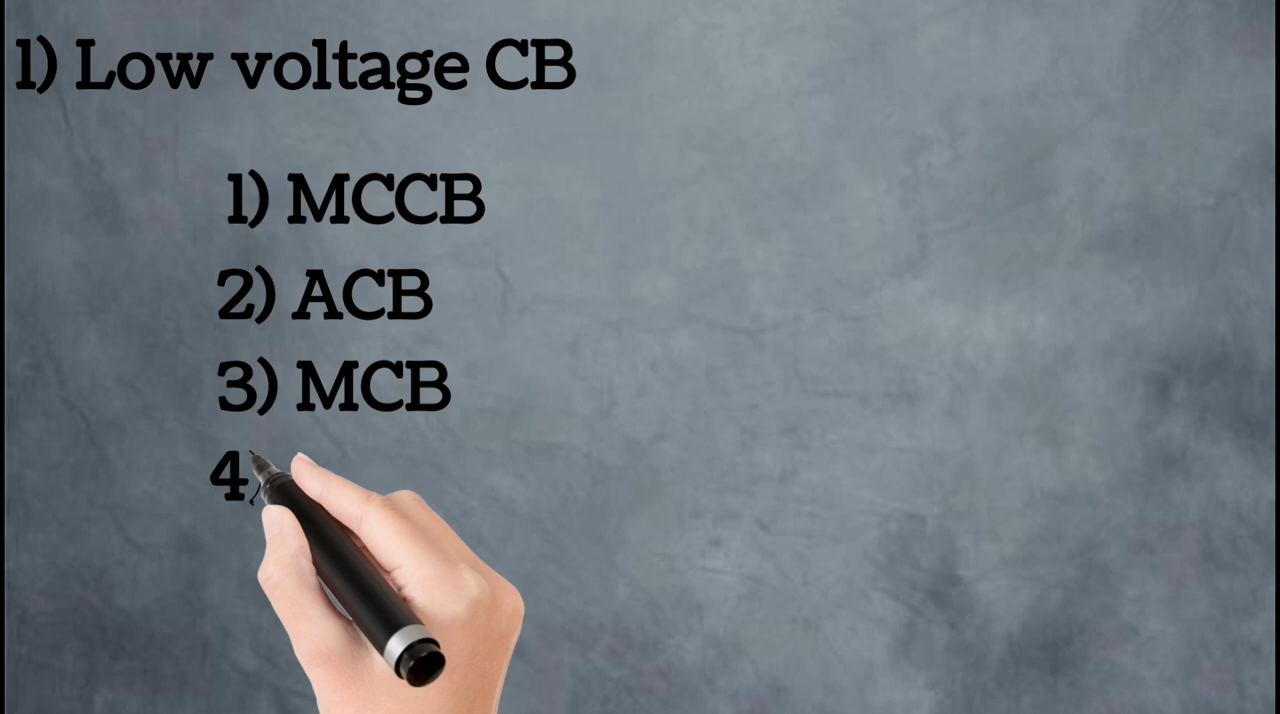 1) Low voltage CB
1) MCCB
2) ACB
3) MCB
4)